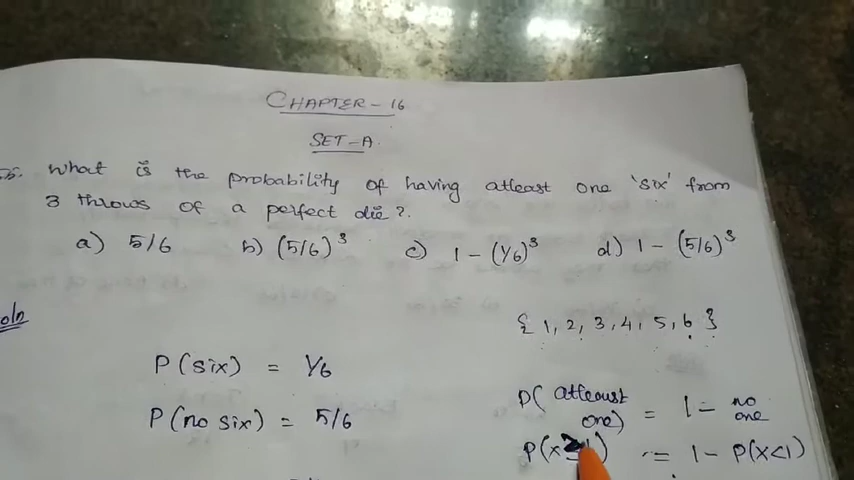 CHAPTER-16
SET-A
What is the probability of having atleast one 'six' from
3 throws of a perfect die?.
a) 5/6 b) (5/6)³ c) 1 - (1/6)³ d) 1 - (5/6)³
soln
{ 1, 2, 3, 4, 5, 6 }
P(six) = 1/6
P(no six) = 5/6
P( atleast one) = 1 - no one
= 1 - P(x<1)